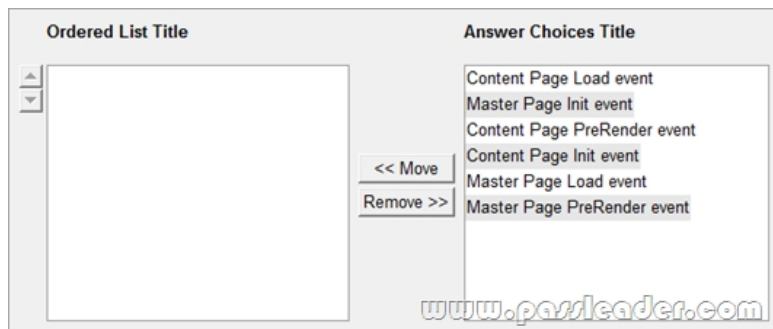 Ordered List Title
Answer Choices Title
Content Page Load event
Master Page Init event
Content Page PreRender event
Content Page Init event
Master Page Load event
Master Page PreRender event
<< Move
Remove >>
www.passleader.com